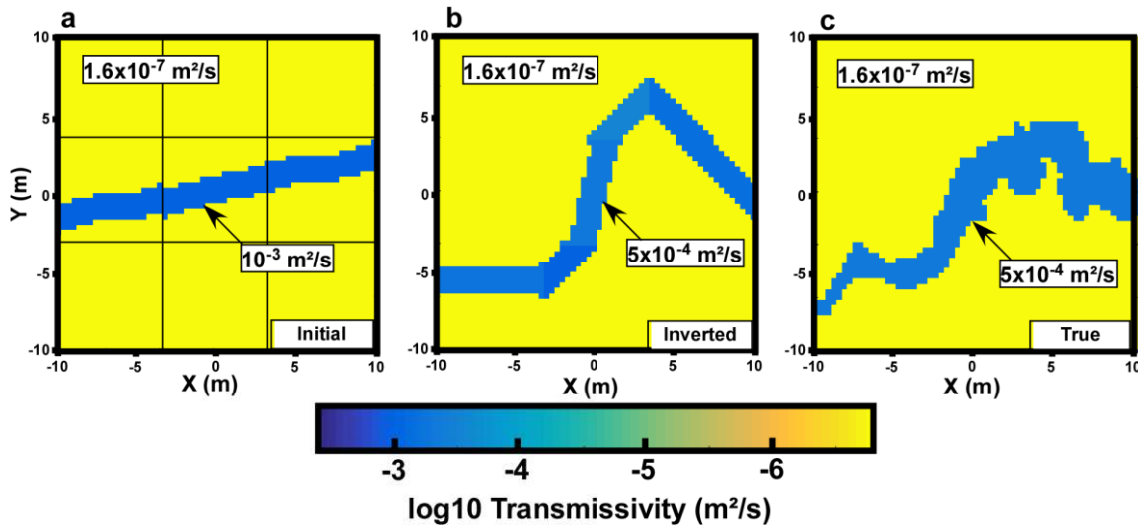 a
b
c
10
5
0
-5
-10
Y (m)
1.6x10⁻⁷ m²/s
10⁻³ m²/s
Initial
-10 -5 0 5 10
X (m)
10
5
0
-5
-10
1.6x10⁻⁷ m²/s
5x10⁻⁴ m²/s
Inverted
-10 -5 0 5 10
X (m)
10
5
0
-5
-10
1.6x10⁻⁷ m²/s
5x10⁻⁴ m²/s
True
-10 -5 0 5 10
X (m)
-3 -4 -5 -6
log10 Transmissivity (m²/s)